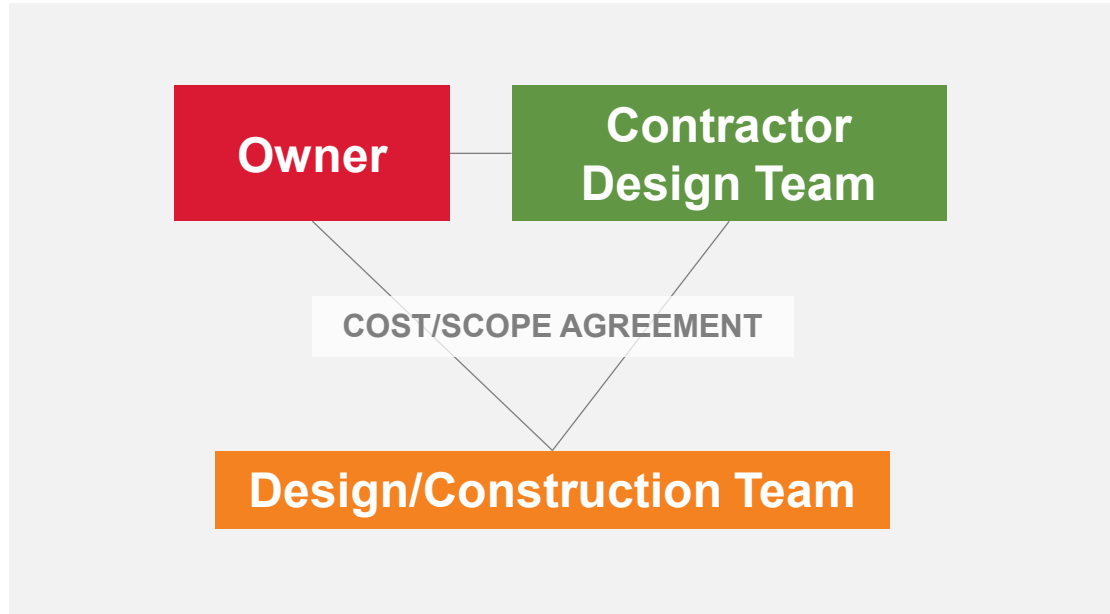 Owner
Contractor
Design Team
COST/SCOPE AGREEMENT
Design/Construction Team